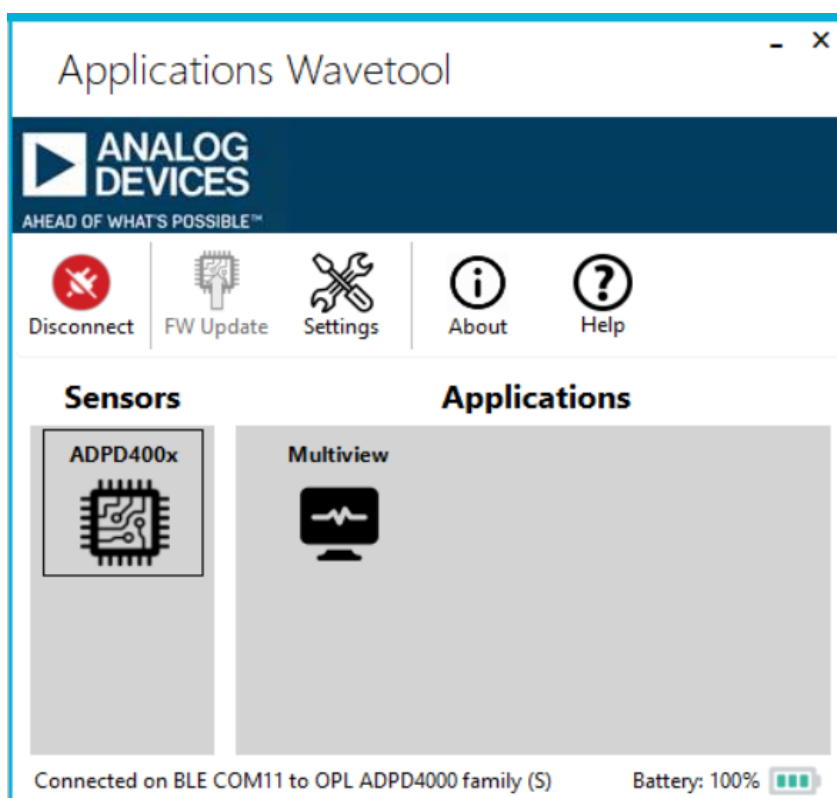 Applications Wavetool
ANALOG
DEVICES
AHEAD OF WHAT'S POSSIBLE™
Disconnect
FW Update
Settings
About
Help
Sensors
Applications
ADPD400x
Multiview
Connected on BLE COM11 to OPL ADPD4000 family (S)
Battery: 100%